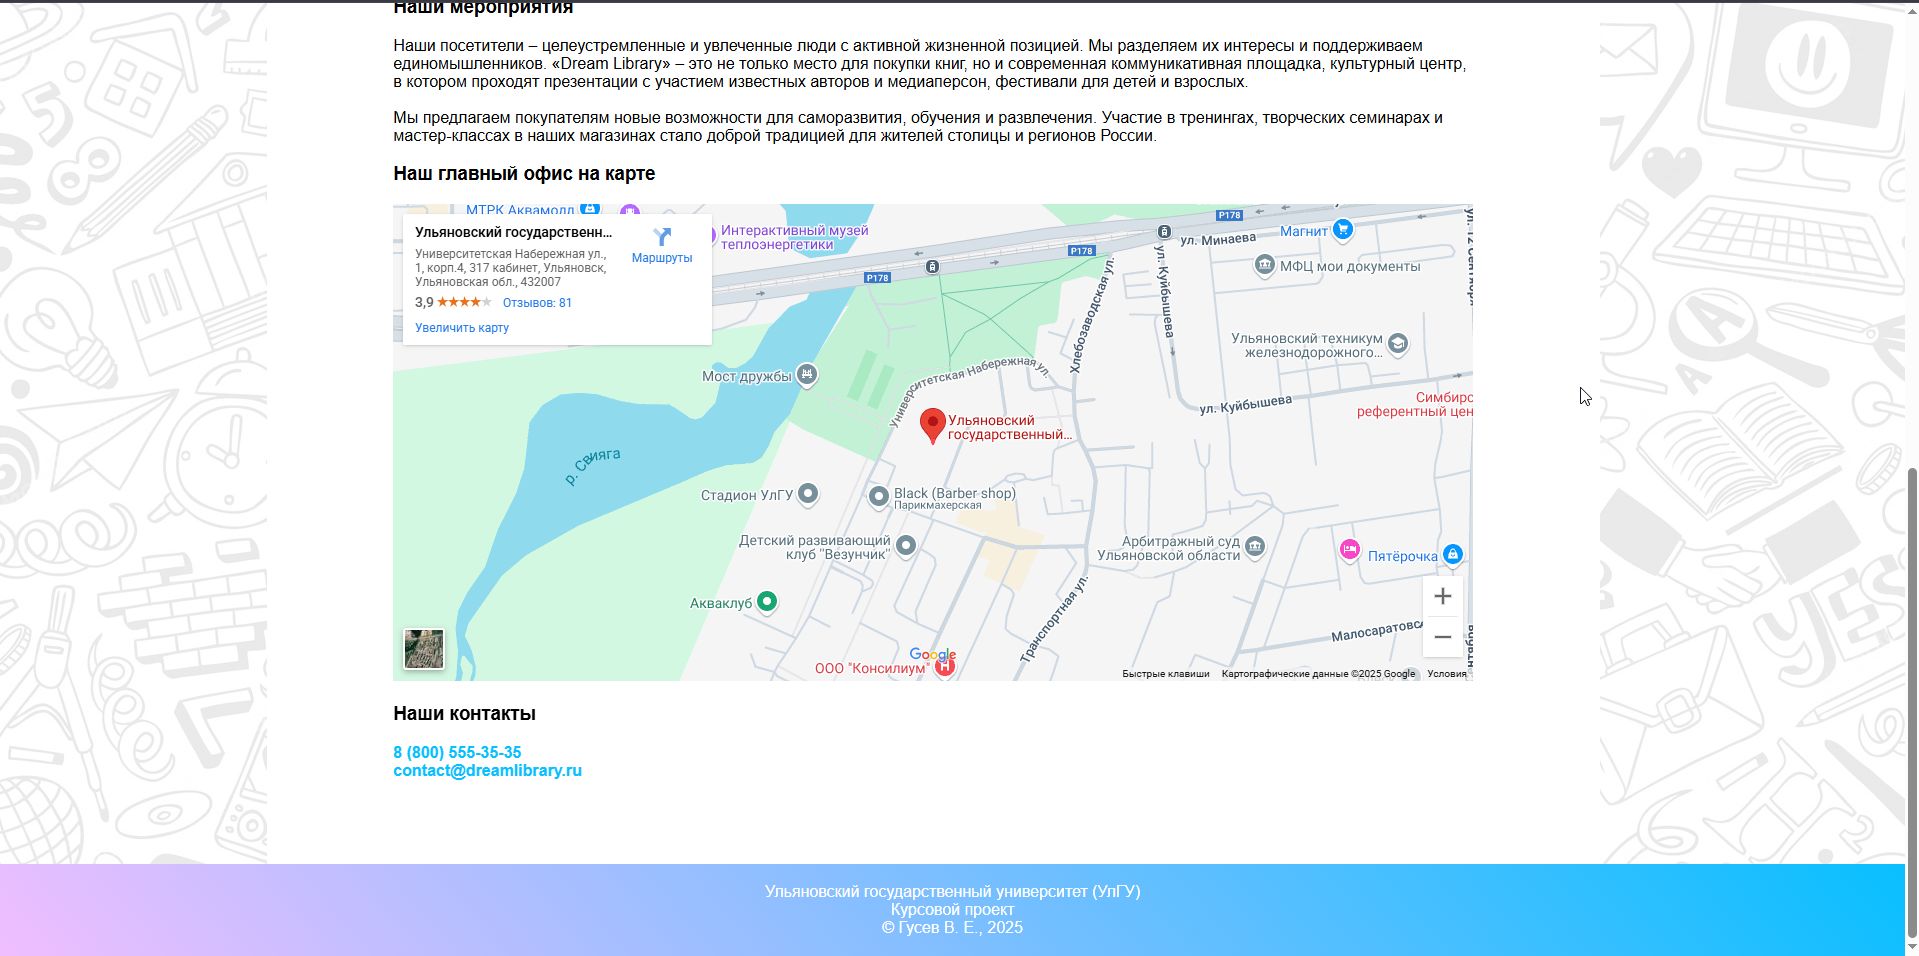 Наши мероприятия
Наши посетители – целеустремленные и увлеченные люди с активной жизненной позицией. Мы разделяем их интересы и поддерживаем
единомышленников. «Dream Library» – это не только место для покупки книг, но и современная коммуникативная площадка, культурный центр,
в котором проходят презентации с участием известных авторов и медиаперсон, фестивали для детей и взрослых.
Мы предлагаем покупателям новые возможности для саморазвития, обучения и развлечения. Участие в тренингах, творческих семинарах и
мастер-классах в наших магазинах стало доброй традицией для жителей столицы и регионов России.
Наш главный офис на карте
МТРК Аквамолл
Ульяновский государственн...
Университетская Набережная ул.,
1, корп.4, 317 кабинет, Ульяновск,
Ульяновская обл., 432007
3,9
Отзывов: 81
Увеличить карту
Маршруты
Интерактивный музей
теплоэнергетики
P178
P178
P178
ул. Минаева
Магнит
МФЦ мои документы
ул. Куйбышева
Хлебозаводская ул.
Ульяновский техникум
железнодорожного...
Мост дружбы
Университетская Набережная ул.
ул. Куйбышева
Симбирс
референтный цен
Ульяновский
государственный...
р. Свияга
Стадион УлГУ
Black (Barber shop)
Парикмахерская
Детский развивающий
клуб "Везунчик"
Арбитражный суд
Ульяновской области
Пятёрочка
Акваклуб
Транспортная ул.
Малосаратовс
Google
ООО "Консилиум"
Быстрые клавиши
Картографические данные ©2025 Google
Условия
Наши контакты
8 (800) 555-35-35
contact@dreamlibrary.ru
Ульяновский государственный университет (УлГУ)
Курсовой проект
© Гусев В. Е., 2025